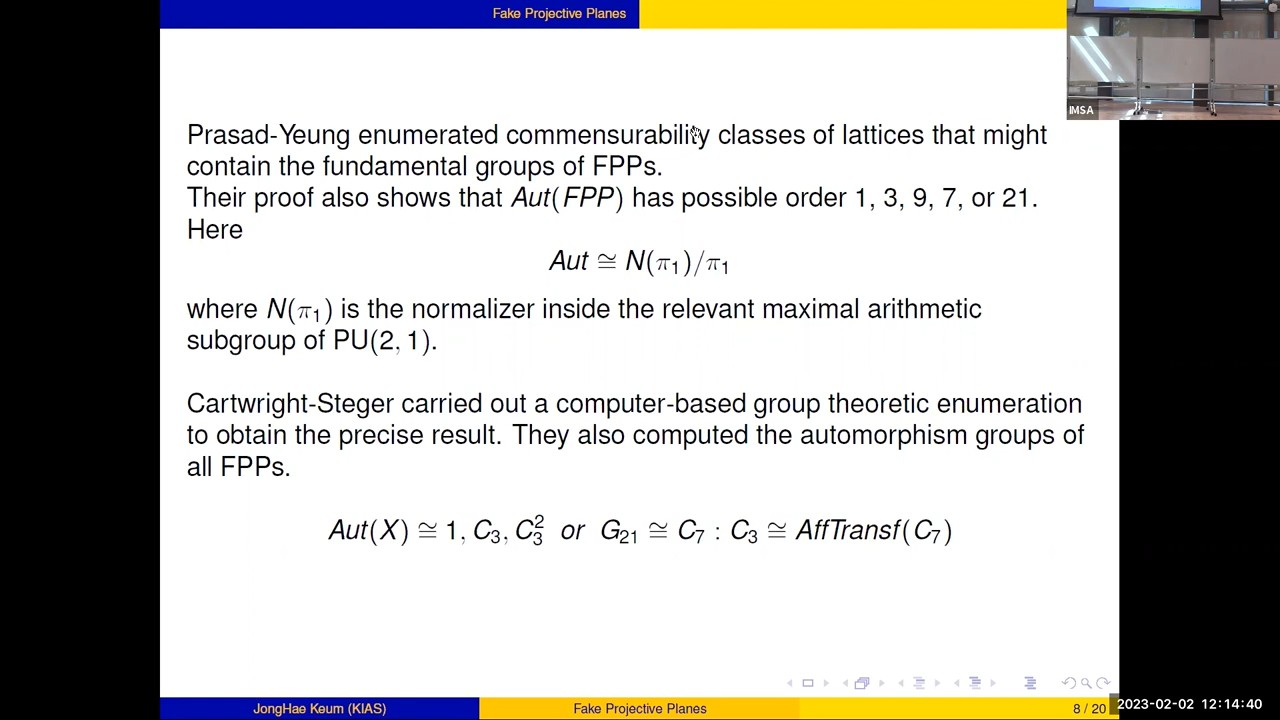 Fake Projective Planes
IMSA
Prasad-Yeung enumerated commensurability classes of lattices that might
contain the fundamental groups of FPPs.
Their proof also shows that Aut(FPP) has possible order 1, 3, 9, 7, or 21.
Here
Aut ≅ N(π₁)/π₁
where N(π₁) is the normalizer inside the relevant maximal arithmetic
subgroup of PU(2, 1).
Cartwright-Steger carried out a computer-based group theoretic enumeration
to obtain the precise result. They also computed the automorphism groups of
all FPPs.
Aut(X) ≅ 1, C₃, C₃² or G₂₁ ≅ C₇ : C₃ ≅ AffTransf(C₇)
JongHae Keum (KIAS) Fake Projective Planes 8 / 20
2023-02-02 12:14:40